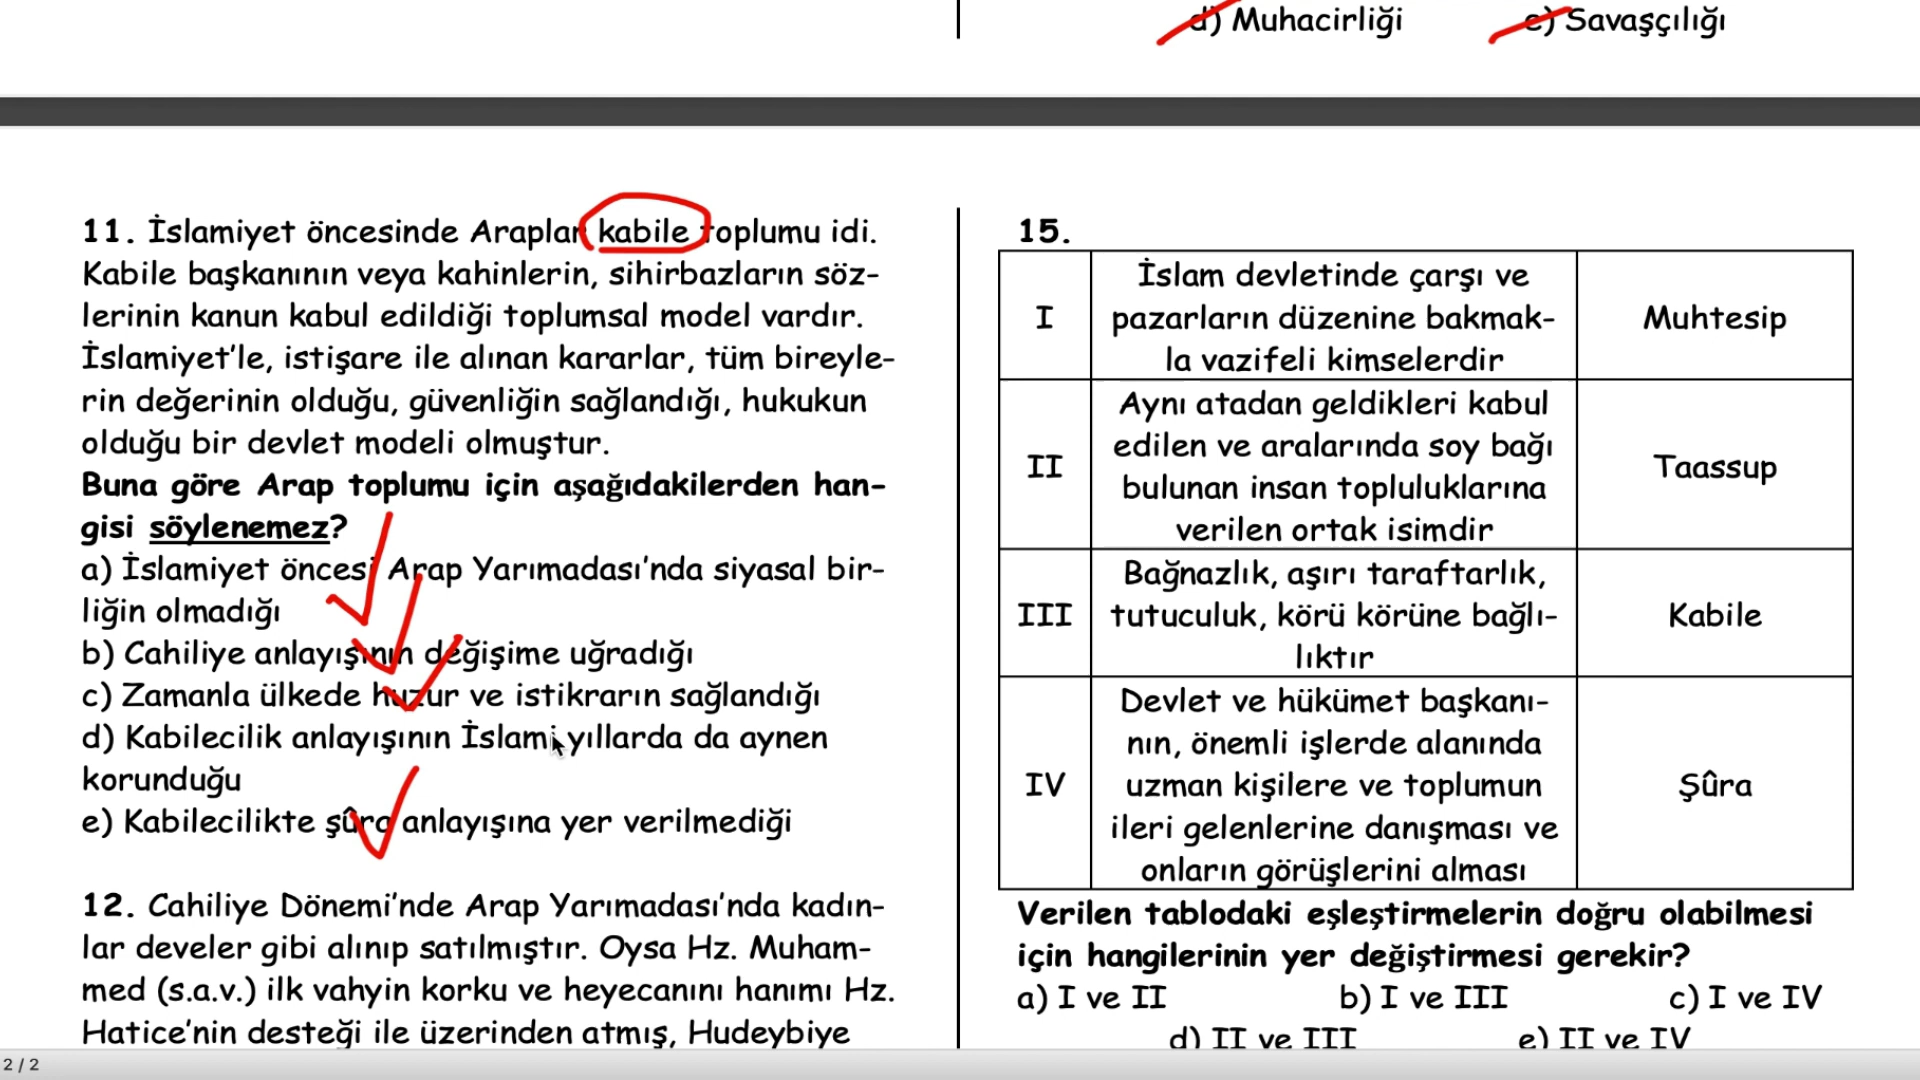 d) Muhacirliği
e) Savaşçılığı
11. İslamiyet öncesinde Araplar kabile toplumu idi.
Kabile başkanının veya kahinlerin, sihirbazların söz-
lerinin kanun kabul edildiği toplumsal model vardır.
İslamiyet'le, istişare ile alınan kararlar, tüm bireyle-
rin değerinin olduğu, güvenliğin sağlandığı, hukukun
olduğu bir devlet modeli olmuştur.
Buna göre Arap toplumu için aşağıdakilerden han-
gisi söylenemez?
a) İslamiyet öncesi Arap Yarımadası'nda siyasal bir-
liğin olmadığı
b) Cahiliye anlayışının değişime uğradığı
c) Zamanla ülkede huzur ve istikrarın sağlandığı
d) Kabilecilik anlayışının İslami yıllarda da aynen
korunduğu
e) Kabilecilikte şûra anlayışına yer verilmediği
12. Cahiliye Dönemi'nde Arap Yarımadası'nda kadın-
lar develer gibi alınıp satılmıştır. Oysa Hz. Muham-
med (s.a.v.) ilk vahyin korku ve heyecanını hanımı Hz.
Hatice'nin desteği ile üzerinden atmış, Hudeybiye
15.
I
İslam devletinde çarşı ve
pazarların düzenine bakmak-
la vazifeli kimselerdir
Muhtesip
II
Aynı atadan geldikleri kabul
edilen ve aralarında soy bağı
bulunan insan topluluklarına
verilen ortak isimdir
Taassup
III
Bağnazlık, aşırı taraftarlık,
tutuculuk, körü körüne bağlı-
lıktır
Kabile
IV
Devlet ve hükümet başkanı-
nın, önemli işlerde alanında
uzman kişilere ve toplumun
ileri gelenlerine danışması ve
onların görüşlerini alması
Şûra
Verilen tablodaki eşleştirmelerin doğru olabilmesi
için hangilerinin yer değiştirmesi gerekir?
a) I ve II b) I ve III c) I ve IV
d) II ve III e) II ve IV
2 / 2